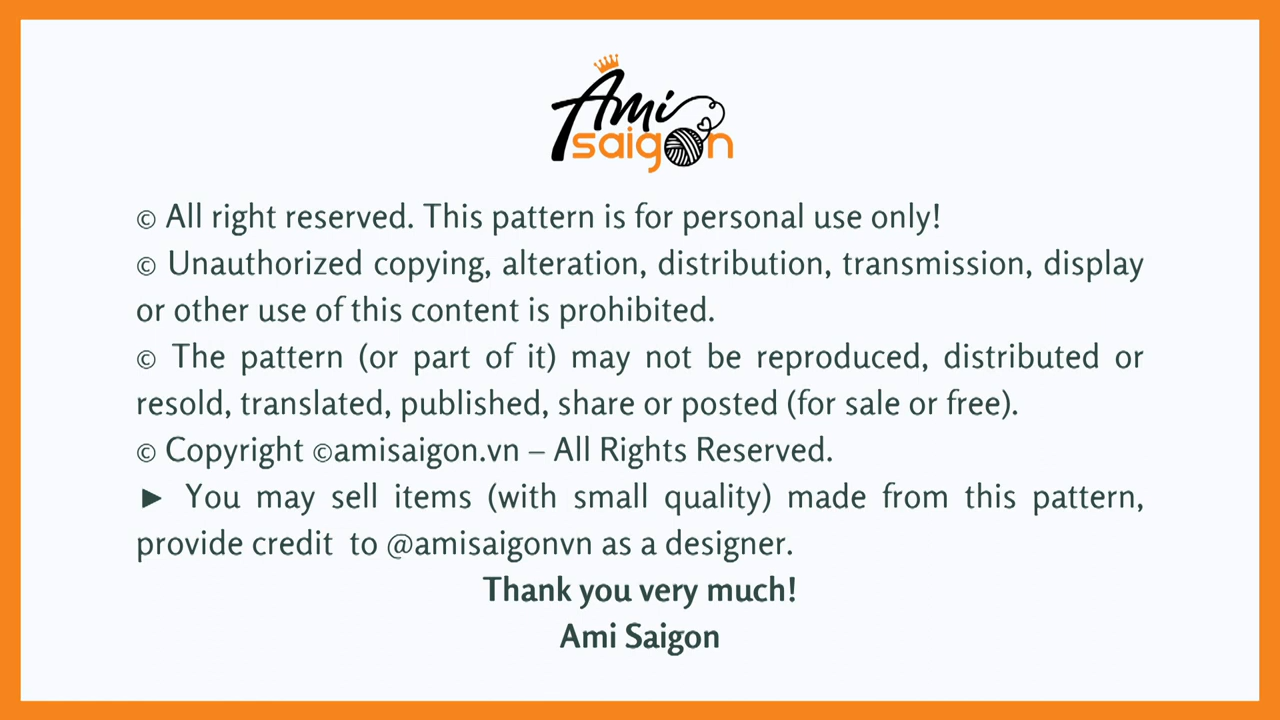 Ami
saigon
© All right reserved. This pattern is for personal use only!
© Unauthorized copying, alteration, distribution, transmission, display
or other use of this content is prohibited.
© The pattern (or part of it) may not be reproduced, distributed or
resold, translated, published, share or posted (for sale or free).
© Copyright ©amisaigon.vn – All Rights Reserved.
► You may sell items (with small quality) made from this pattern,
provide credit to @amisaigonvn as a designer.
Thank you very much!
Ami Saigon